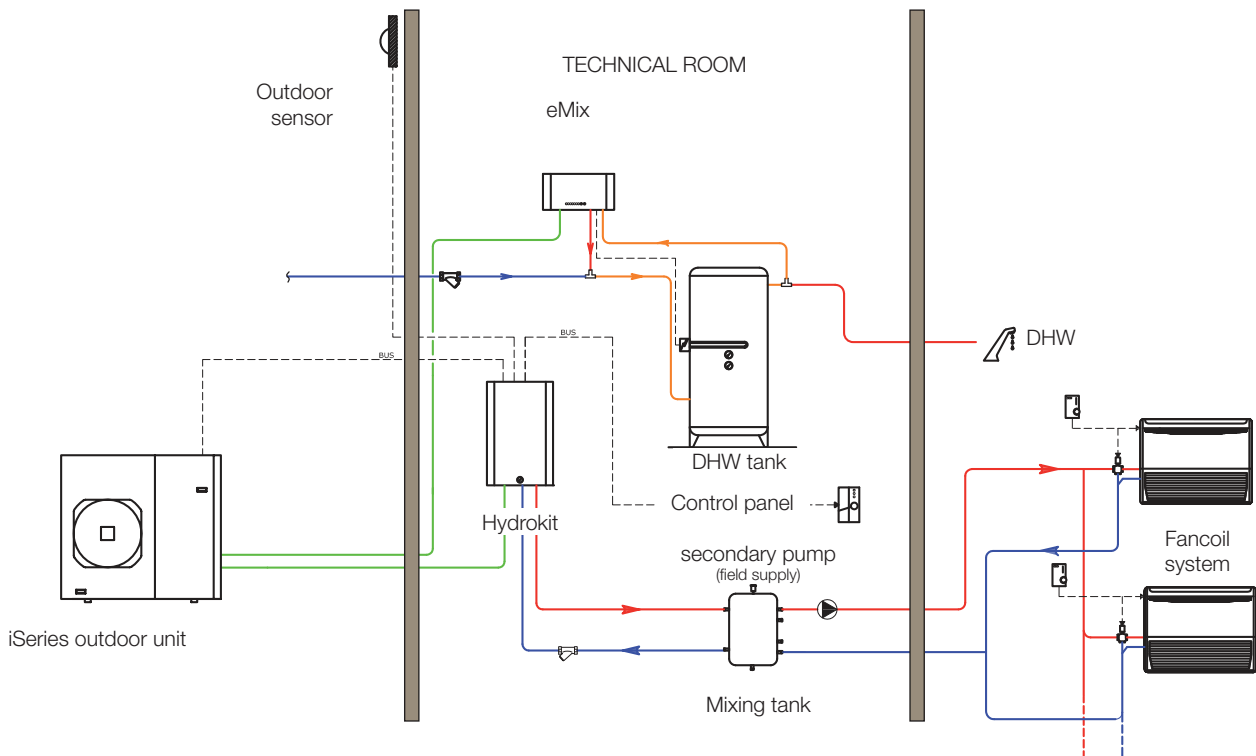 TECHNICAL ROOM
eMix
Outdoor
sensor
BUS
BUS
DHW
DHW tank
Control panel
Hydrokit
secondary pump
(field supply)
Fancoil
system
iSeries outdoor unit
Mixing tank